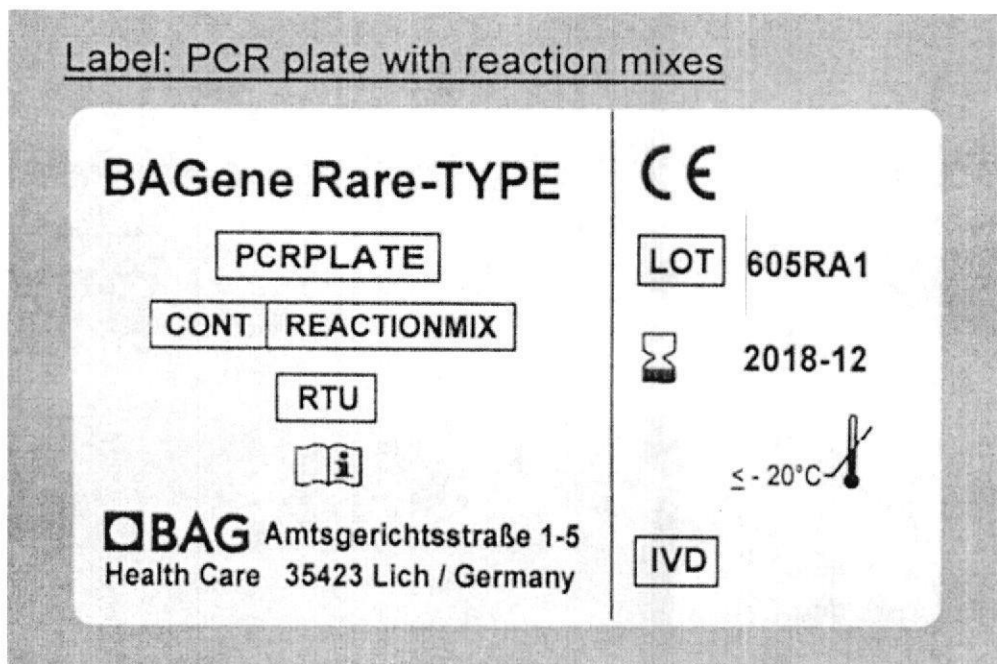 Label: PCR plate with reaction mixes
BAGene Rare-TYPE
PCRPLATE
CONT REACTIONMIX
RTU
i
BAG Amtsgerichtsstraße 1-5
Health Care 35423 Lich / Germany
CE
LOT 605RA1
2018-12
≤ - 20°C
IVD